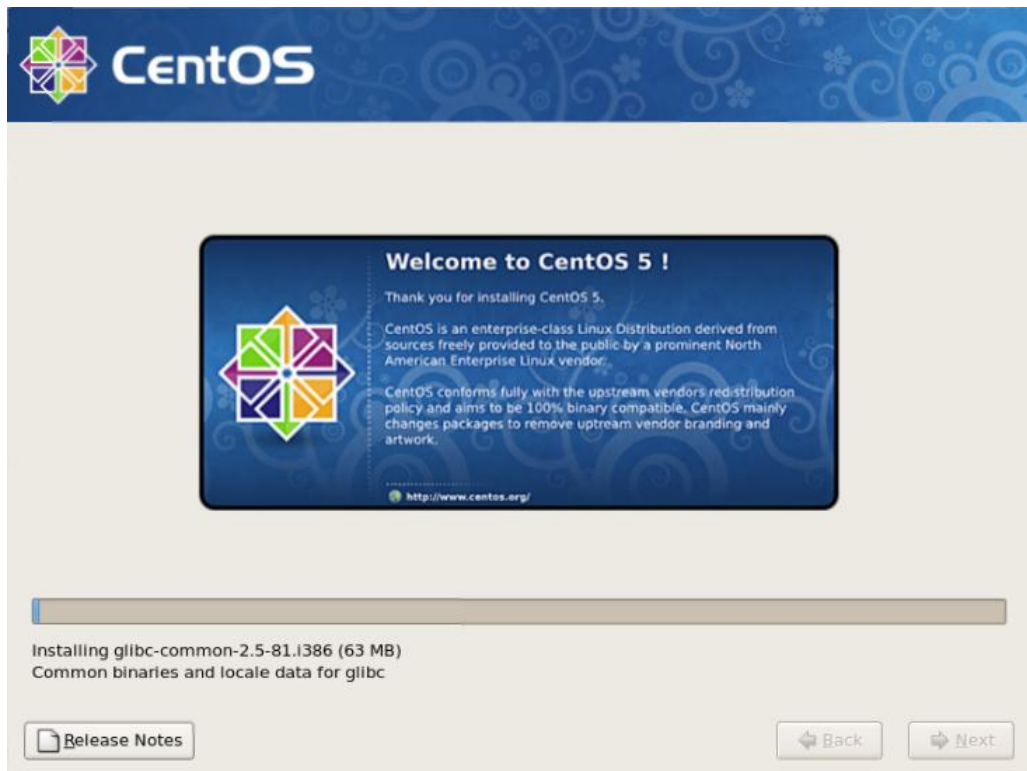 CentOS
Welcome to CentOS 5 !
Thank you for installing CentOS 5.
CentOS is an enterprise-class Linux Distribution derived from
sources freely provided to the public by a prominent North
American Enterprise Linux vendor.
CentOS conforms fully with the upstream vendors redistribution
policy and aims to be 100% binary compatible. CentOS mainly
changes packages to remove uptream vendor branding and
artwork.
http://www.centos.org/
Installing glibc-common-2.5-81.i386 (63 MB)
Common binaries and locale data for glibc
Release Notes
Back
Next